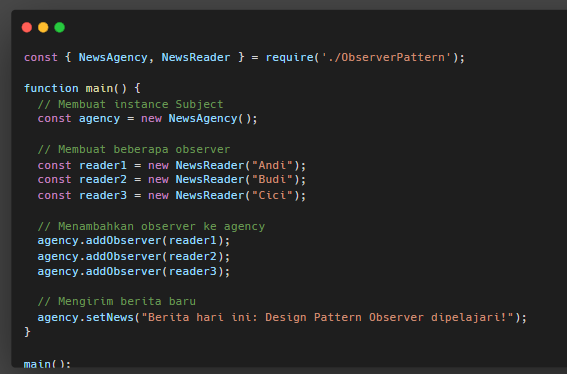 const { NewsAgency, NewsReader } = require('./ObserverPattern');
function main() {
// Membuat instance Subject
const agency = new NewsAgency();
// Membuat beberapa observer
const reader1 = new NewsReader("Andi");
const reader2 = new NewsReader("Budi");
const reader3 = new NewsReader("Cici");
// Menambahkan observer ke agency
agency.addObserver(reader1);
agency.addObserver(reader2);
agency.addObserver(reader3);
// Mengirim berita baru
agency.setNews("Berita hari ini: Design Pattern Observer dipelajari!");
}
main();